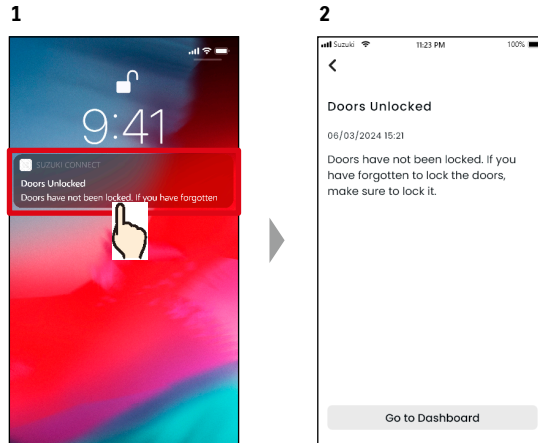 1
2
9:41
SUZUKI CONNECT
Doors Unlocked
Doors have not been locked. If you have forgotten
Suzuki 11:23 PM 100%
Doors Unlocked
06/03/2024 15:21
Doors have not been locked. If you
have forgotten to lock the doors,
make sure to lock it.
Go to Dashboard